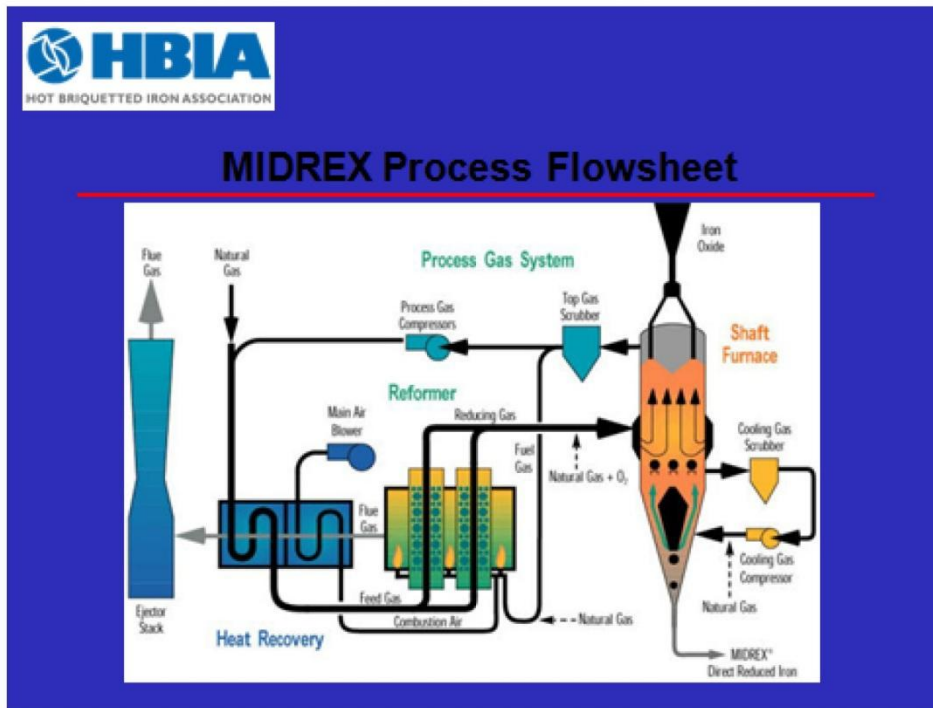 HBIA
HOT BRIQUETTED IRON ASSOCIATION
MIDREX Process Flowsheet
Iron
Oxide
Flue
Gas
Natural
Gas
Process Gas System
Process Gas
Compressors
Top Gas
Scrubber
Shaft
Furnace
Reformer
Main Air
Blower
Reducing Gas
Fuel
Gas
Natural Gas + O₂
Cooling Gas
Scrubber
Flue
Gas
Cooling Gas
Compressor
Natural Gas
Feed Gas
Combustion Air
Natural Gas
Ejector
Stack
Heat Recovery
MIDREX®
Direct Reduced Iron